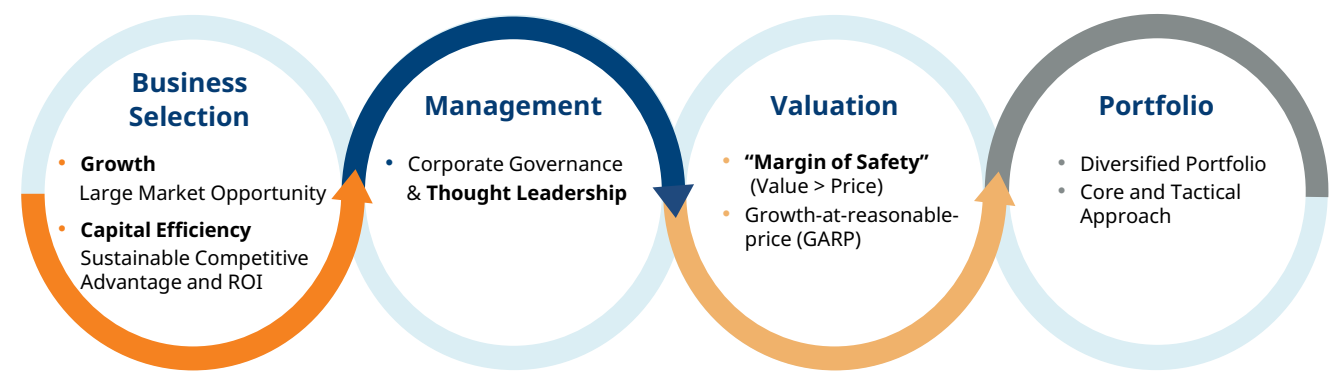 Business
Selection
• Growth
Large Market Opportunity
• Capital Efficiency
Sustainable Competitive
Advantage and ROI
Management
• Corporate Governance
& Thought Leadership
Valuation
• “Margin of Safety”
(Value > Price)
• Growth-at-reasonable-
price (GARP)
Portfolio
• Diversified Portfolio
• Core and Tactical
Approach